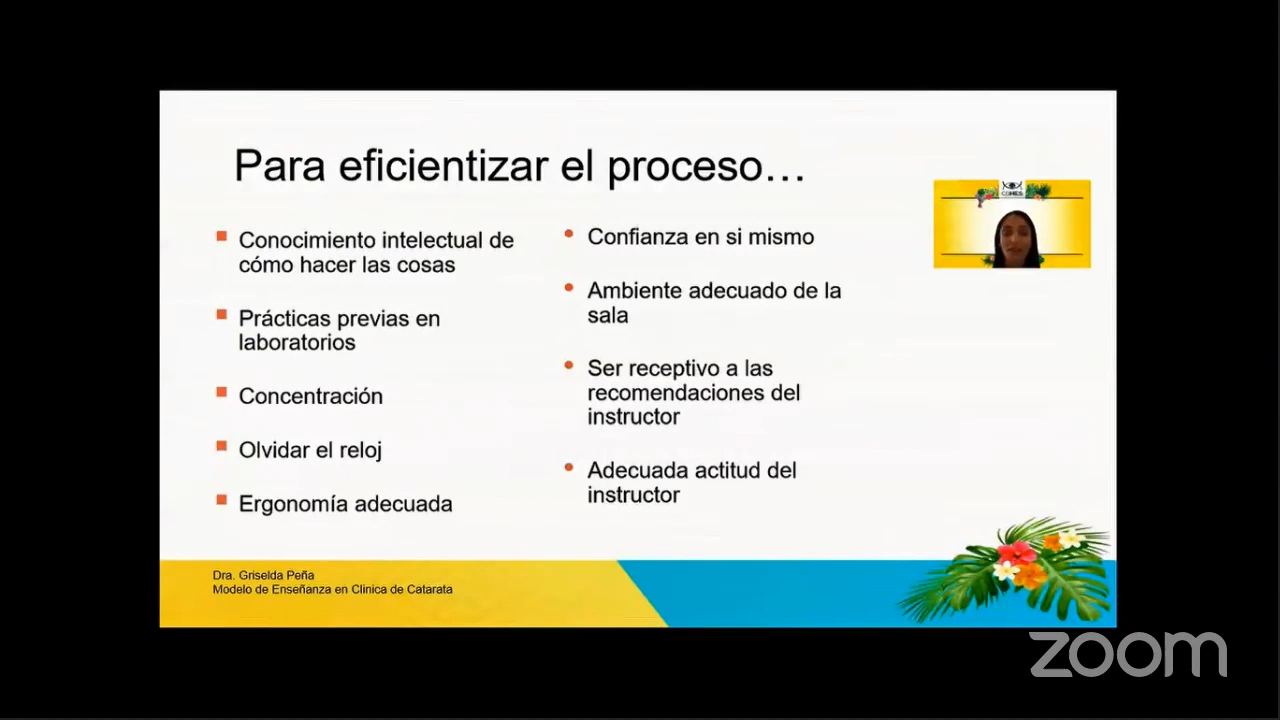 Para eficientizar el proceso...
Conocimiento intelectual de
cómo hacer las cosas
Prácticas previas en
laboratorios
Concentración
Olvidar el reloj
Ergonomía adecuada
Confianza en si mismo
Ambiente adecuado de la
sala
Ser receptivo a las
recomendaciones del
instructor
Adecuada actitud del
instructor
Dra. Griselda Peña
Modelo de Enseñanza en Clinica de Catarata
zoom